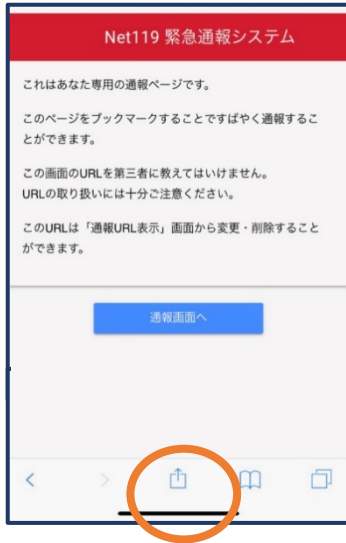 Net119 緊急通報システム
これはあなた専用の通報ページです。
このページをブックマークすることですばやく通報するこ
とができます。
この画面のURLを第三者に教えてはいけません。
URLの取り扱いには十分ご注意ください。
このURLは「通報URL表示」画面から変更・削除すること
ができます。
通報画面へ